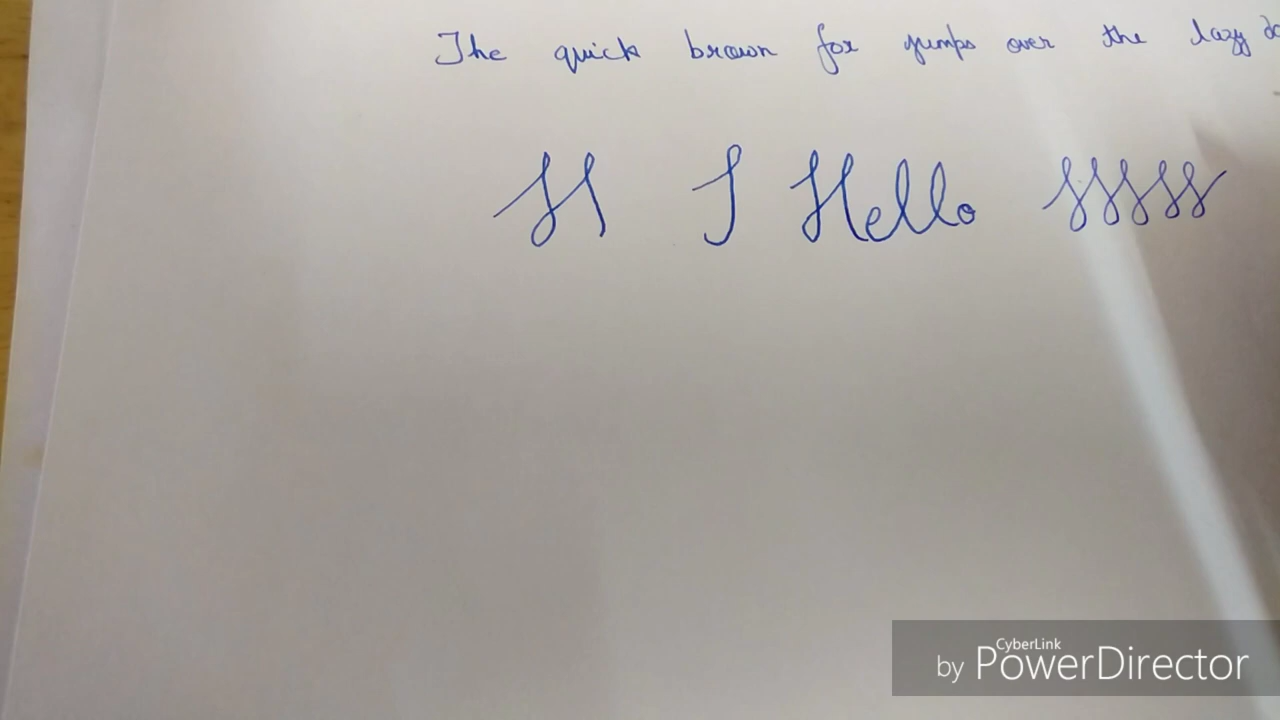 The quick brown fox jumps over the lazy
H I Hello
CyberLink
by PowerDirector